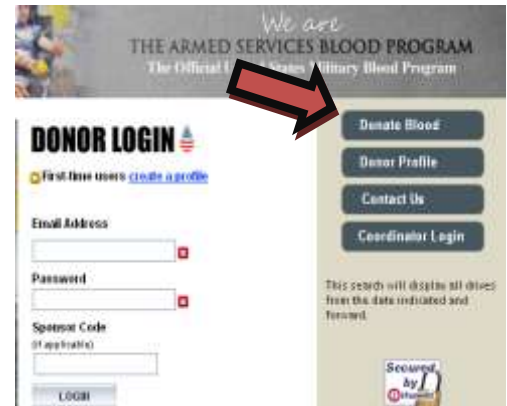 We are
THE ARMED SERVICES BLOOD PROGRAM
The Official United States Military Blood Program
DONOR LOGIN
First-time users create a profile
Email Address
Password
Sponsor Code
(if applicable)
LOGIN
Donate Blood
Donor Profile
Contact Us
Coordinator Login
This search will display all drives
from the date indicated and
forward.
Secured
by